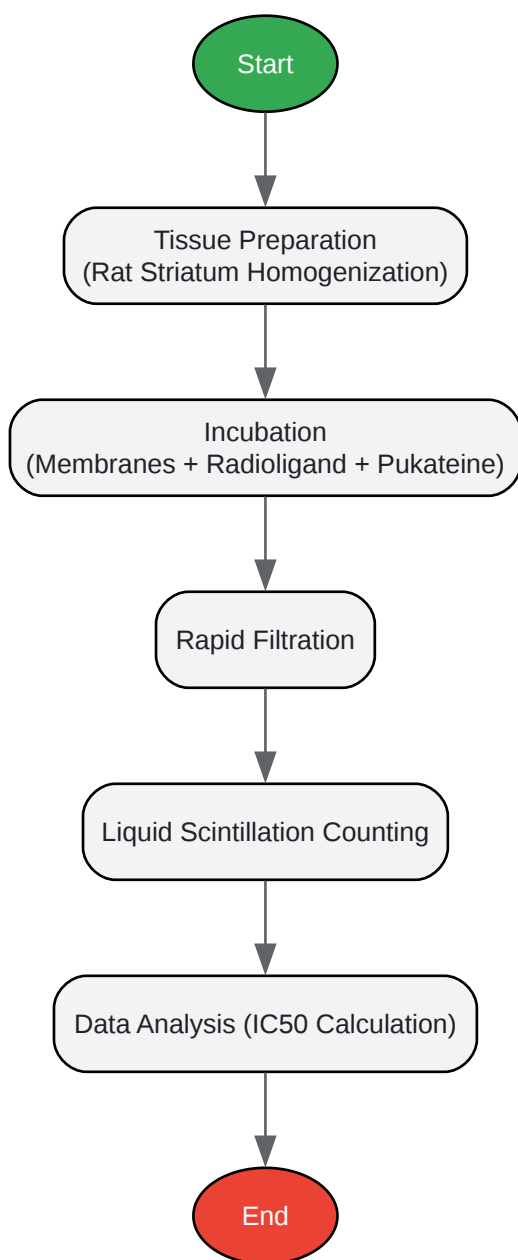 Start
Tissue Preparation
(Rat Striatum Homogenization)
Incubation
(Membranes + Radioligand + Pukateine)
Rapid Filtration
Liquid Scintillation Counting
Data Analysis (IC50 Calculation)
End